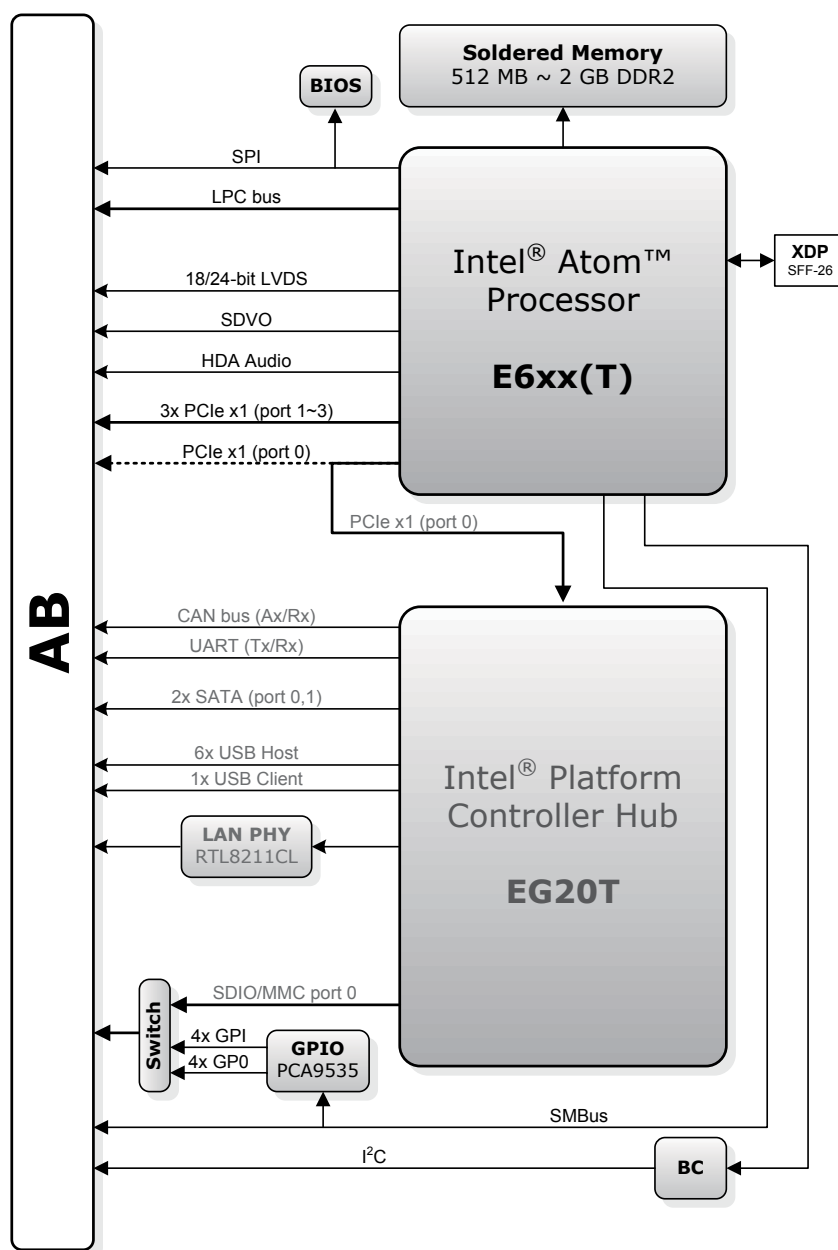 Soldered Memory
512 MB ~ 2 GB DDR2
BIOS
SPI
LPC bus
Intel® Atom™
Processor
E6xx(T)
XDP
SFF-26
18/24-bit LVDS
SDVO
HDA Audio
3x PCIe x1 (port 1~3)
PCIe x1 (port 0)
PCIe x1 (port 0)
AB
CAN bus (Ax/Rx)
UART (Tx/Rx)
2x SATA (port 0,1)
6x USB Host
1x USB Client
Intel® Platform
Controller Hub
EG20T
LAN PHY
RTL8211CL
SDIO/MMC port 0
Switch
4x GPI
4x GP0
GPIO
PCA9535
SMBus
I²C
BC